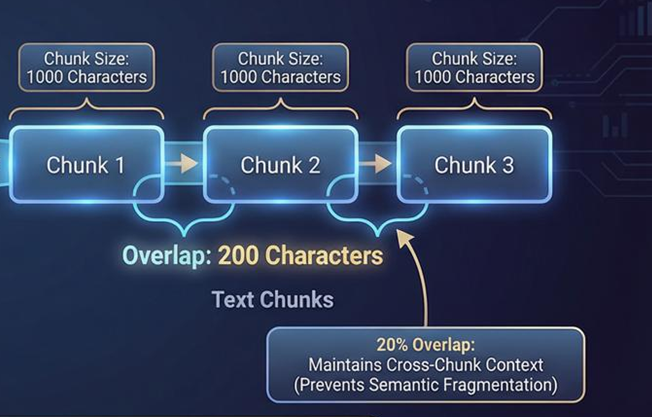 Chunk Size:
1000 Characters
Chunk Size:
1000 Characters
Chunk Size:
1000 Characters
Chunk 1
Chunk 2
Chunk 3
Overlap: 200 Characters
Text Chunks
20% Overlap:
Maintains Cross-Chunk Context
(Prevents Semantic Fragmentation)